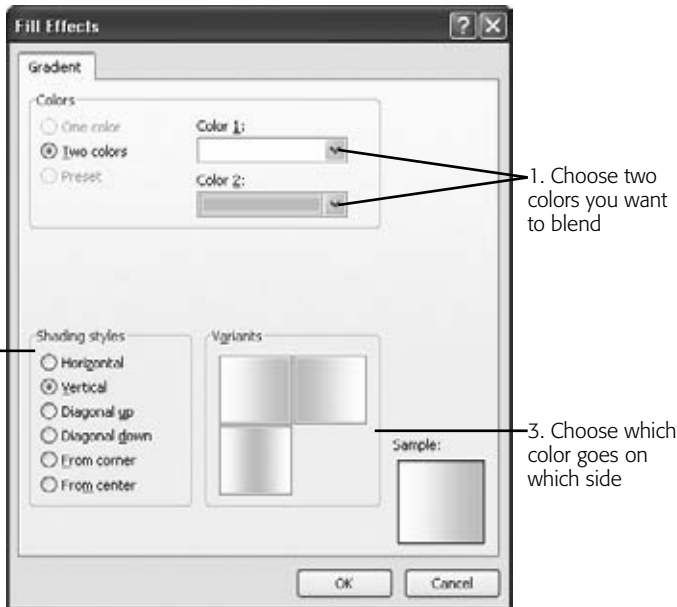 Fill Effects
Gradient
Colors
One color
Two colors
Preset
Color 1:
Color 2:
1. Choose two
colors you want
to blend
Shading styles
Horizontal
Vertical
Diagonal up
Diagonal down
From corner
From center
Variants
Sample:
3. Choose which
color goes on
which side
OK
Cancel